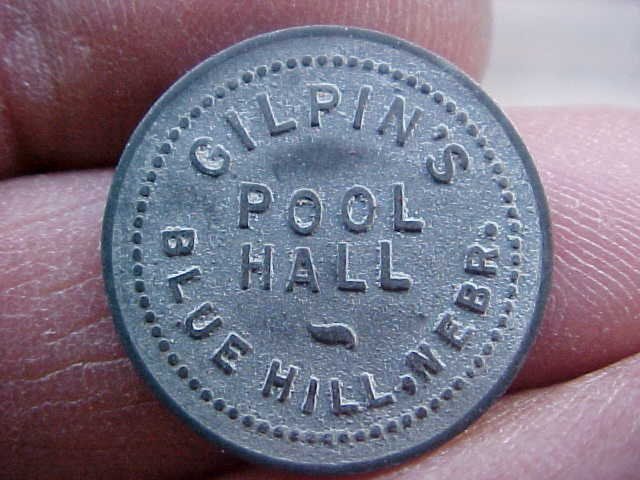 GILPIN'S
POOL
HALL
BLUE HILL, NEBR.